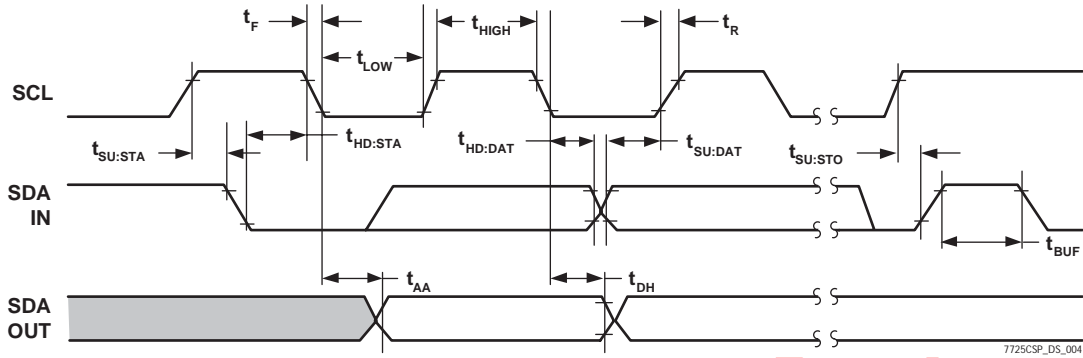 tF
tHIGH
tR
tLOW
SCL
tSU:STA
tHD:STA
tHD:DAT
tSU:DAT
tSU:STO
SDA
IN
tBUF
tAA
tDH
SDA
OUT
7725CSP_DS_004